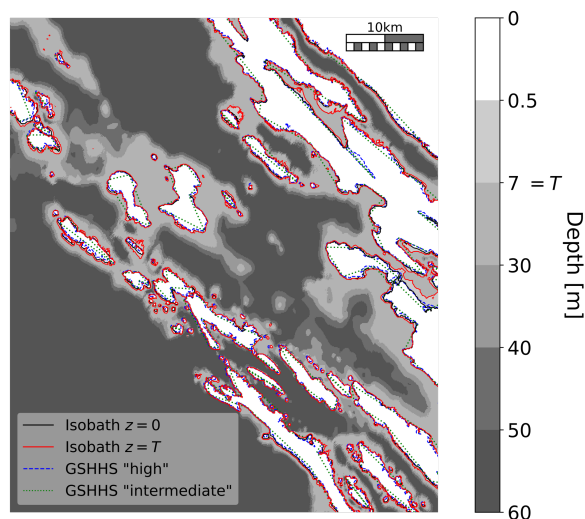 10km
0
0.5
7 = T
30
40
50
60
Depth [m]
Isobath z = 0
Isobath z = T
GSHHS "high"
GSHHS "intermediate"